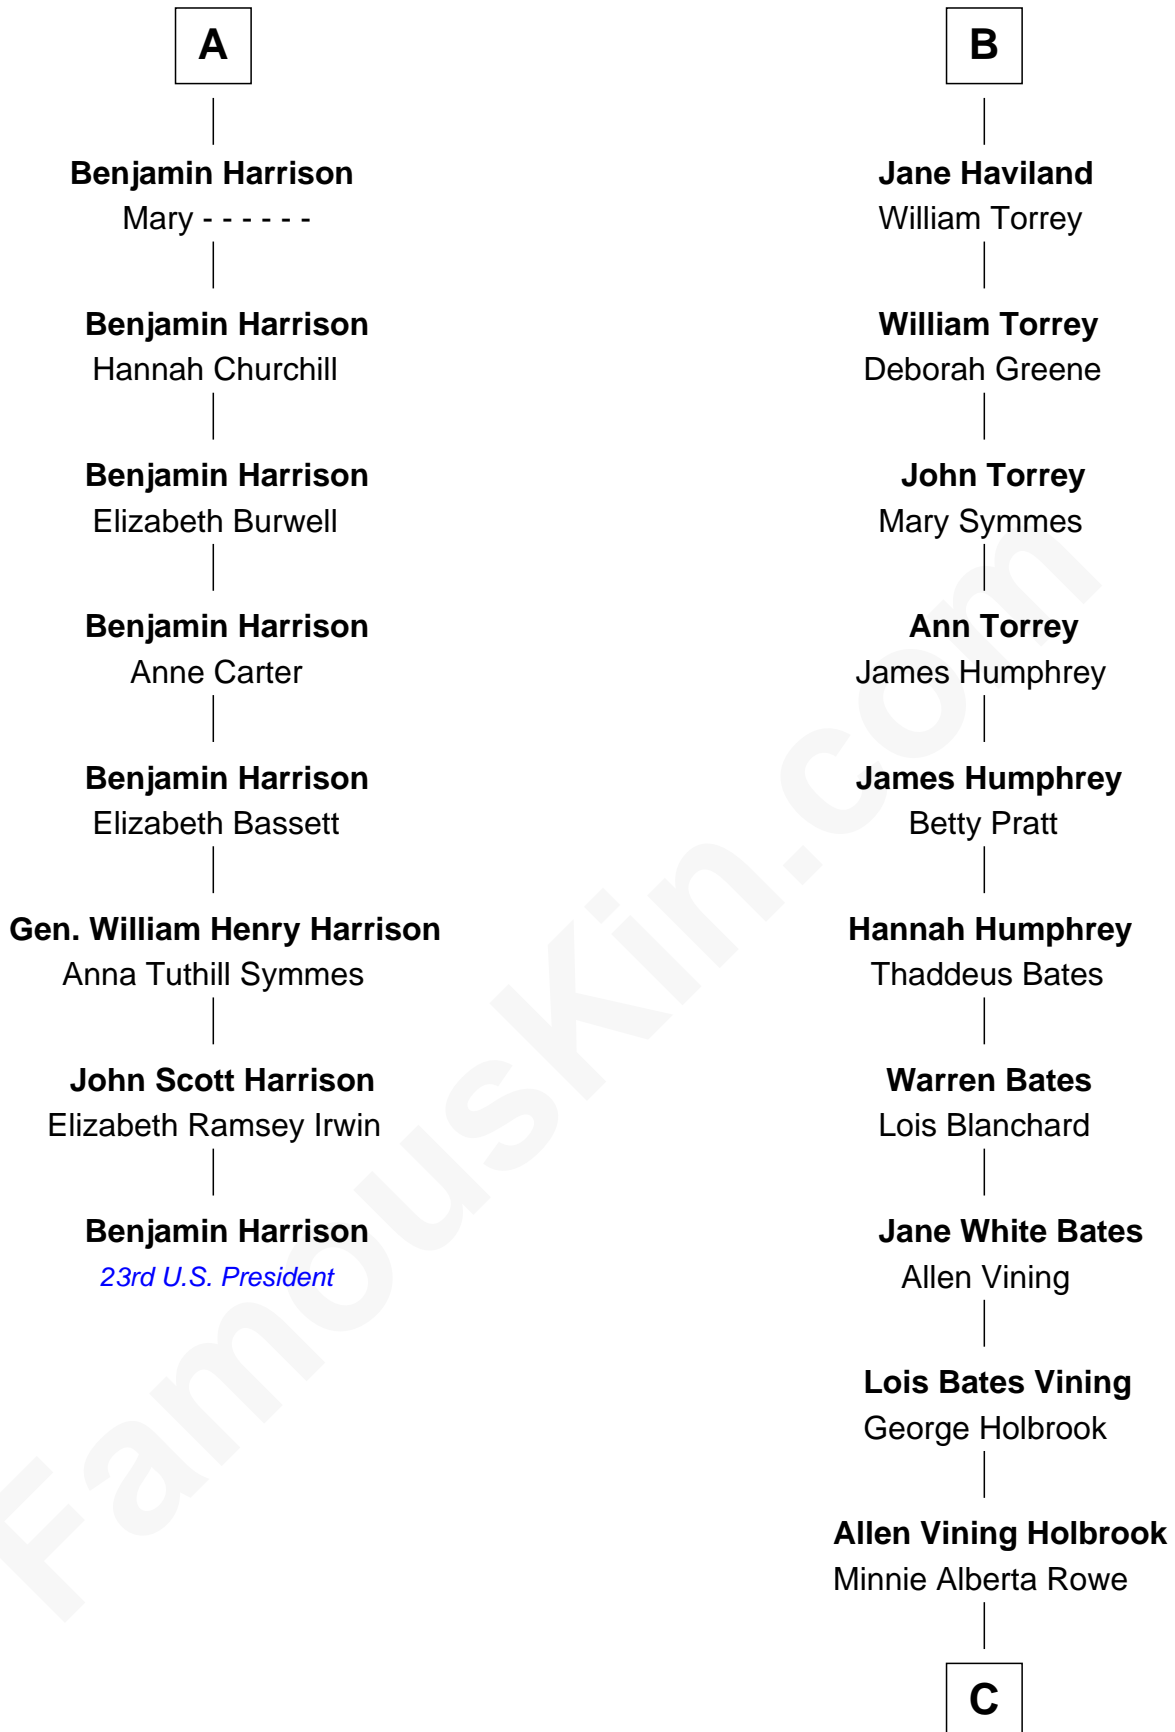 A
Benjamin Harrison
Mary - - - - - -
Benjamin Harrison
Hannah Churchill
Benjamin Harrison
Elizabeth Burwell
Benjamin Harrison
Anne Carter
Benjamin Harrison
Elizabeth Bassett
Gen. William Henry Harrison
Anna Tuthill Symmes
John Scott Harrison
Elizabeth Ramsey Irwin
Benjamin Harrison
23rd U.S. President
B
Jane Haviland
William Torrey
William Torrey
Deborah Greene
John Torrey
Mary Symmes
Ann Torrey
James Humphrey
James Humphrey
Betty Pratt
Hannah Humphrey
Thaddeus Bates
Warren Bates
Lois Blanchard
Jane White Bates
Allen Vining
Lois Bates Vining
George Holbrook
Allen Vining Holbrook
Minnie Alberta Rowe
C
FamousKin.com